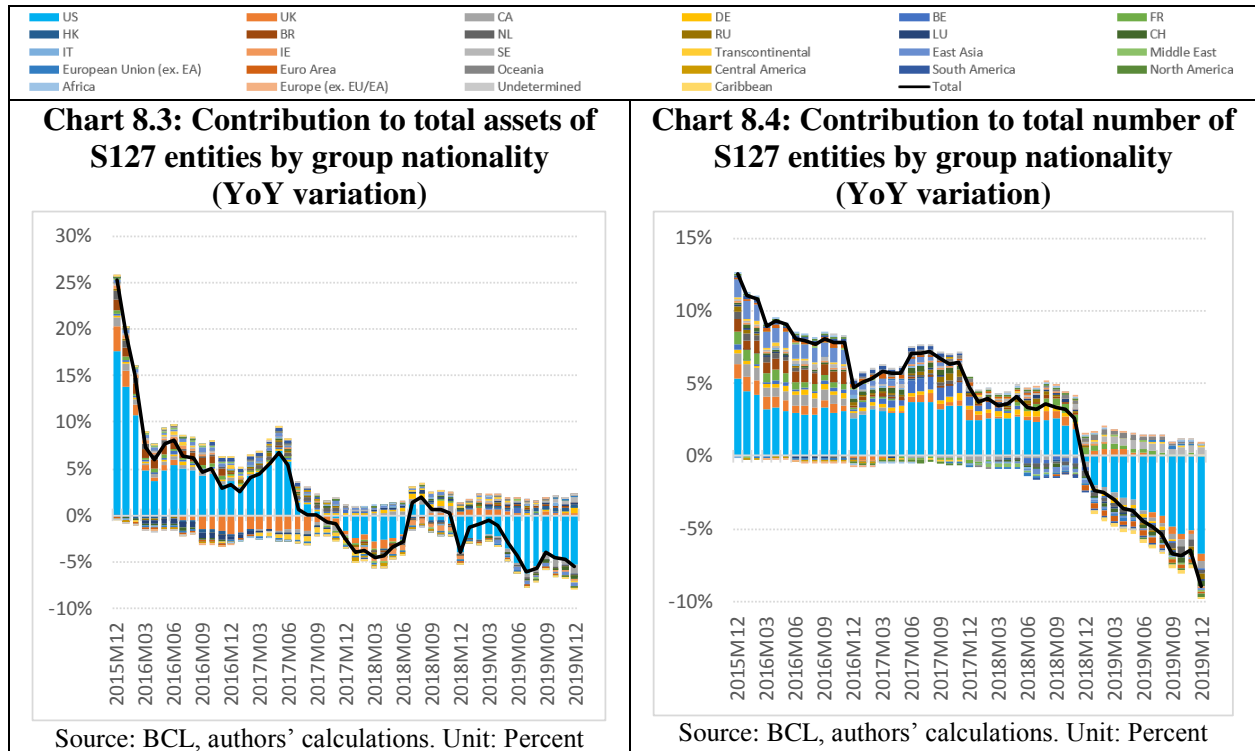 US UK CA DE BE FR
HK BR NL RU LU CH
IT IE SE Transcontinental East Asia Middle East
European Union (ex. EA) Euro Area Oceania Central America South America North America
Africa Europe (ex. EU/EA) Undetermined Caribbean Total
Chart 8.3: Contribution to total assets of
S127 entities by group nationality
(YoY variation)
30%
25%
20%
15%
10%
5%
0%
-5%
-10%
2015M12
2016M03
2016M06
2016M09
2016M12
2017M03
2017M06
2017M09
2017M12
2018M03
2018M06
2018M09
2018M12
2019M03
2019M06
2019M09
2019M12
Source: BCL, authors’ calculations. Unit: Percent
Chart 8.4: Contribution to total number of
S127 entities by group nationality
(YoY variation)
15%
10%
5%
0%
-5%
-10%
2015M12
2016M03
2016M06
2016M09
2016M12
2017M03
2017M06
2017M09
2017M12
2018M03
2018M06
2018M09
2018M12
2019M03
2019M06
2019M09
2019M12
Source: BCL, authors’ calculations. Unit: Percent